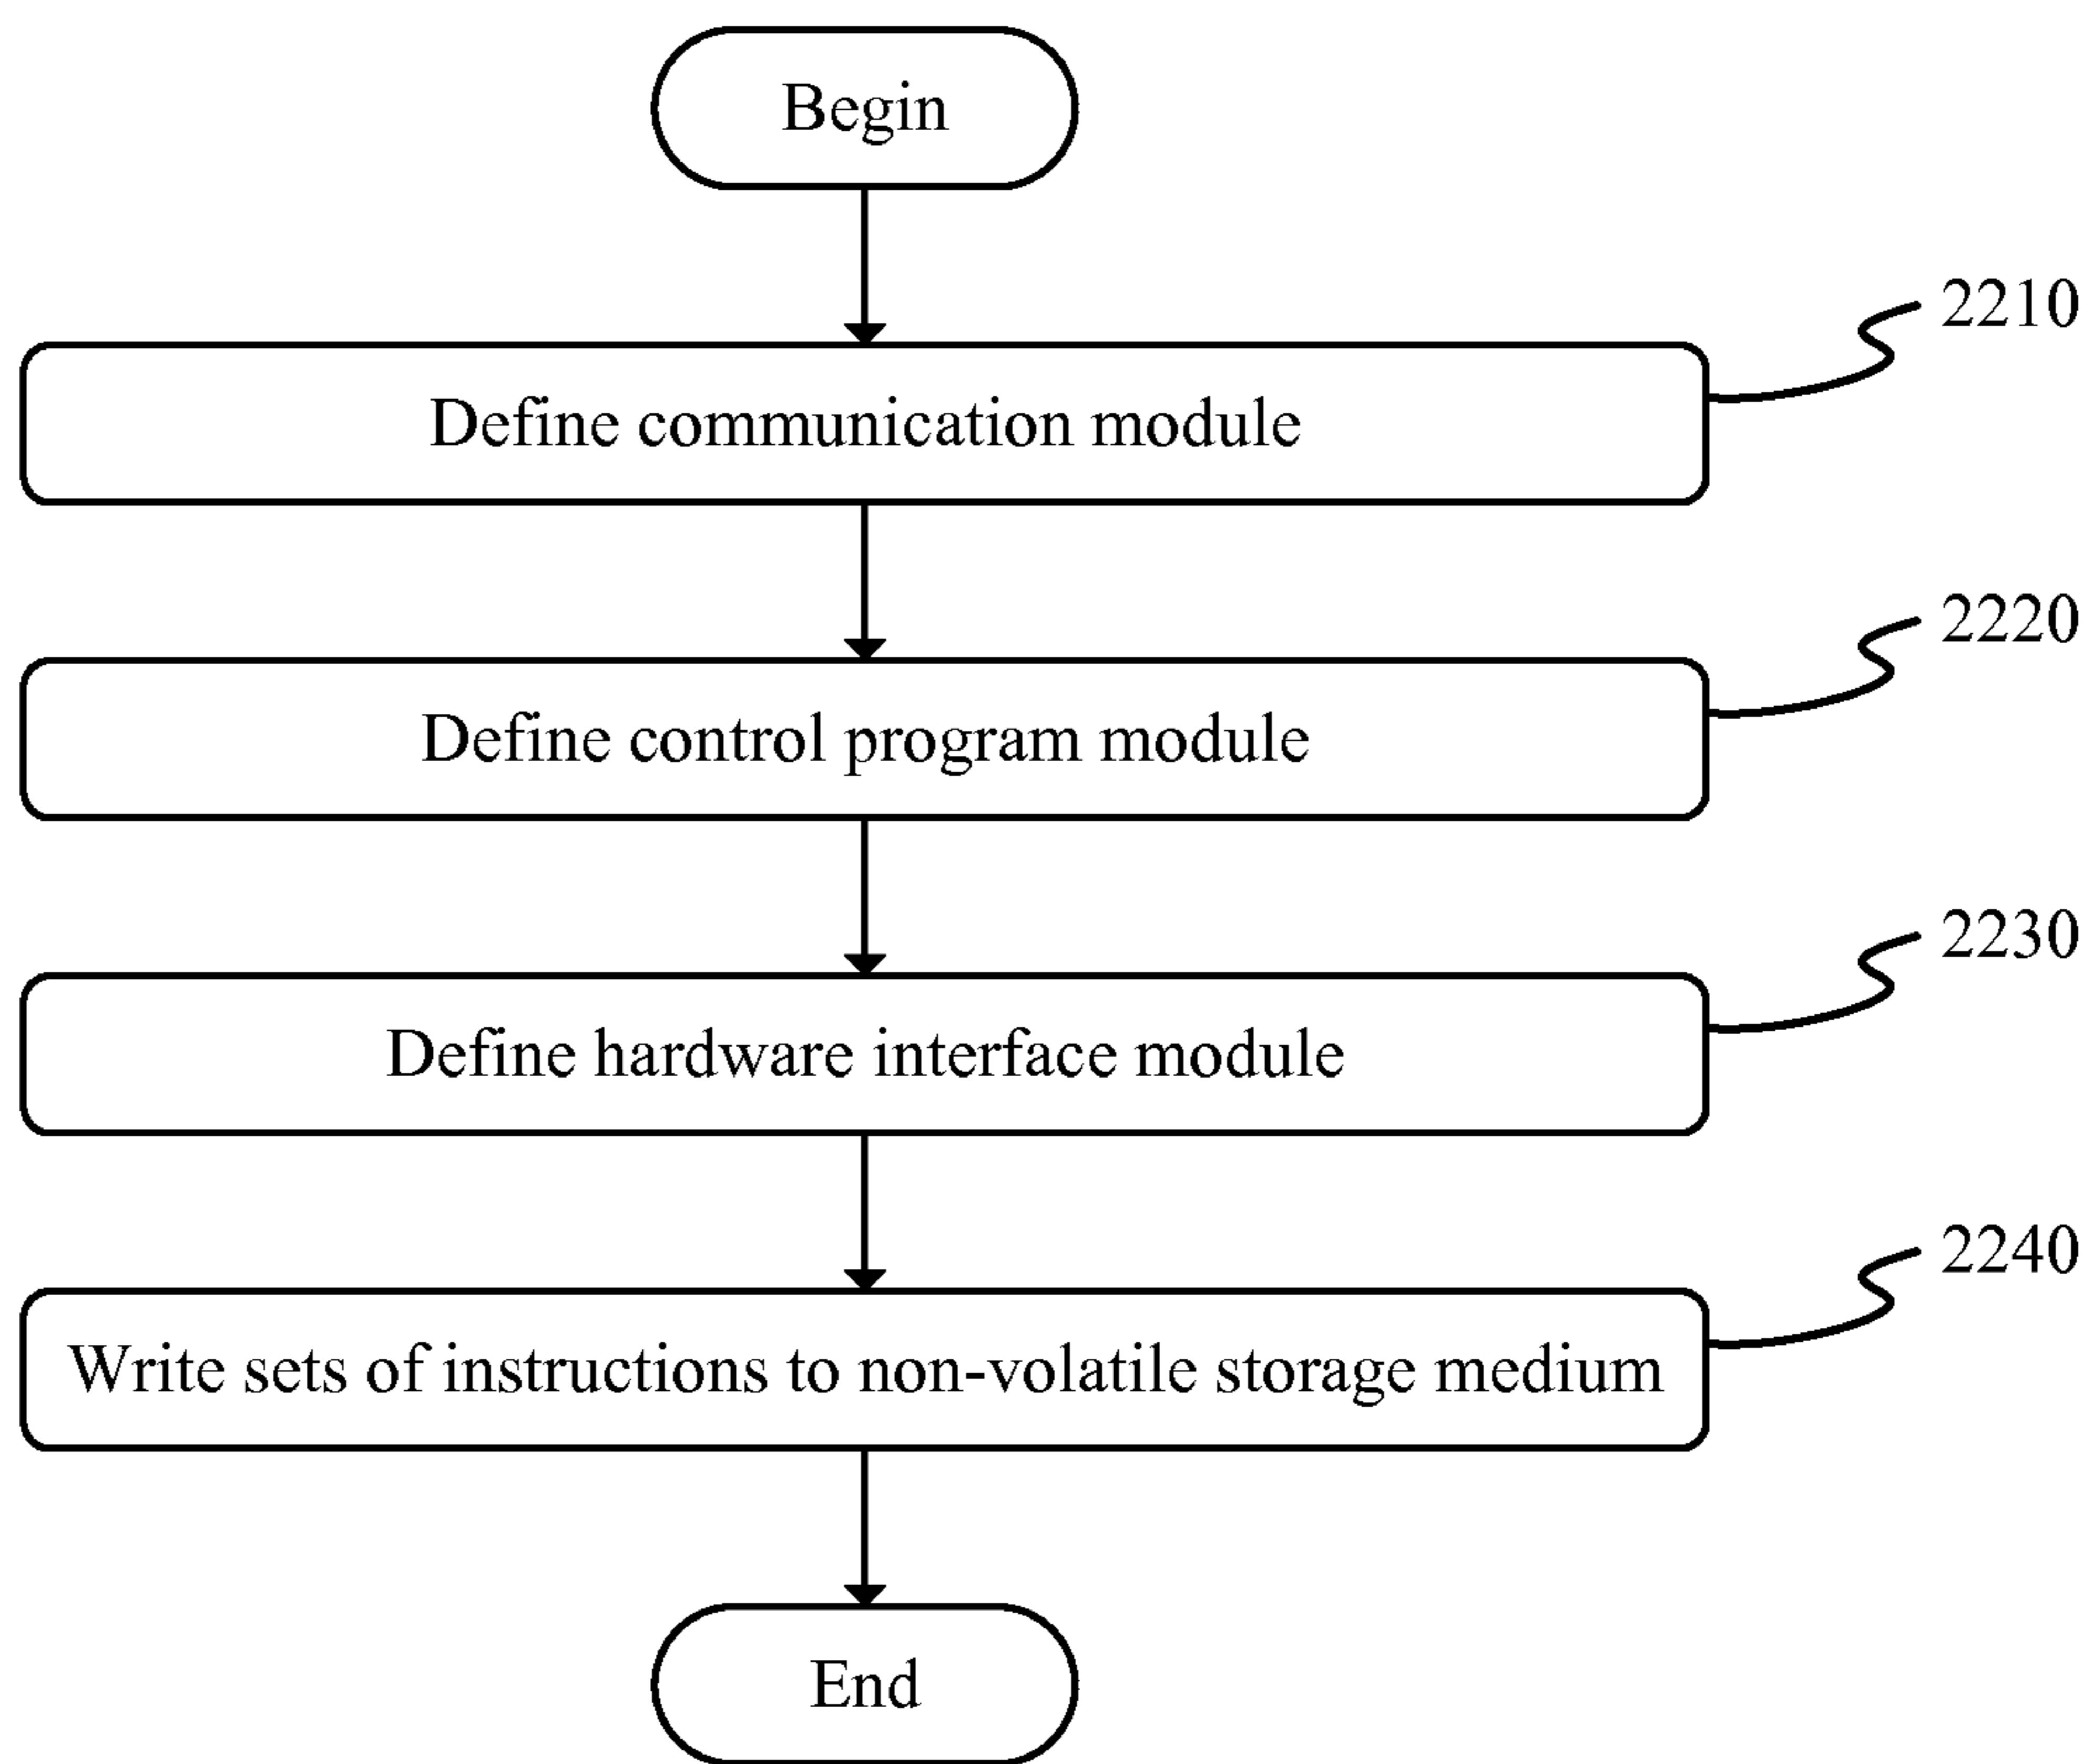 Begin
2210
Define communication module
2220
Define control program module
2230
Define hardware interface module
2240
Write sets of instructions to non-volatile storage medium
End